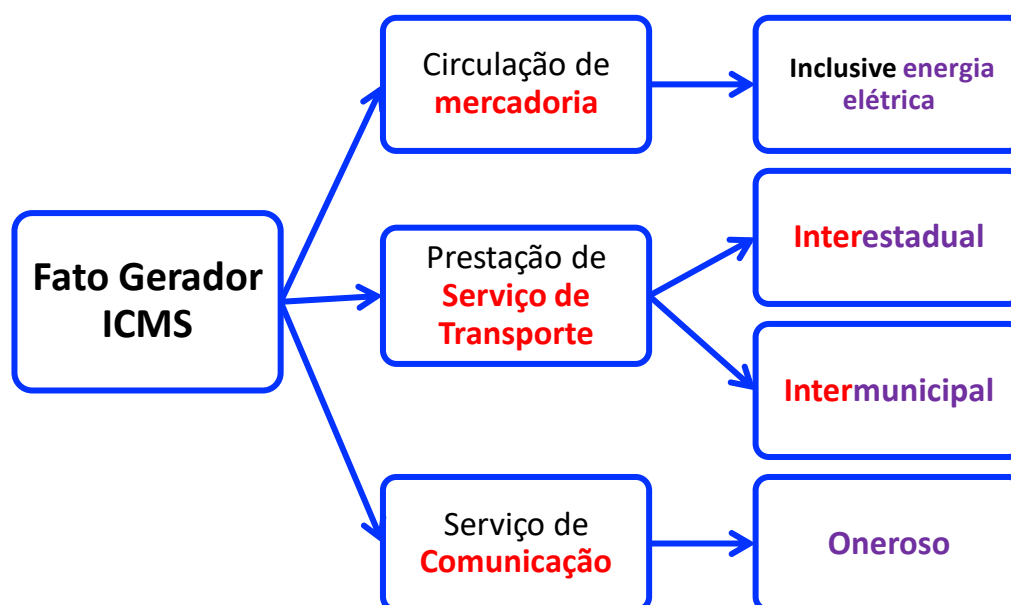 Fato Gerador
ICMS
Circulação de
mercadoria
Inclusive energia
elétrica
Prestação de
Serviço de
Transporte
Interestadual
Intermunicipal
Serviço de
Comunicação
Oneroso